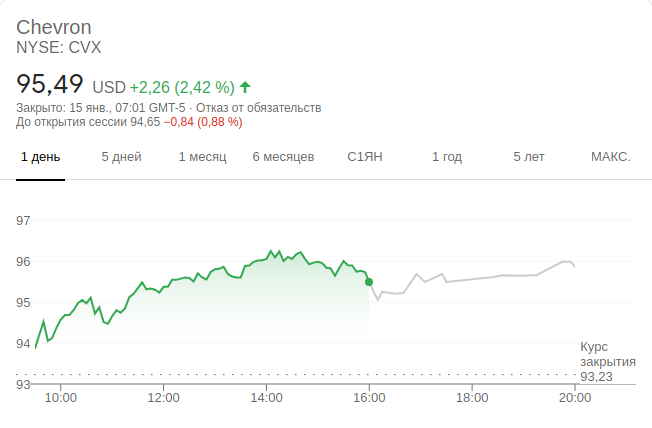 Chevron
NYSE: CVX
95,49 USD +2,26 (2,42 %)
Закрыто: 15 янв., 07:01 GMT-5 · Отказ от обязательств
До открытия сессии 94,65 −0,84 (0,88 %)
1 день 5 дней 1 месяц 6 месяцев С1ЯН 1 год 5 лет МАКС.
97
96
95
94
Курс
закрытия
93,23
93
10:00 12:00 14:00 16:00 18:00 20:00